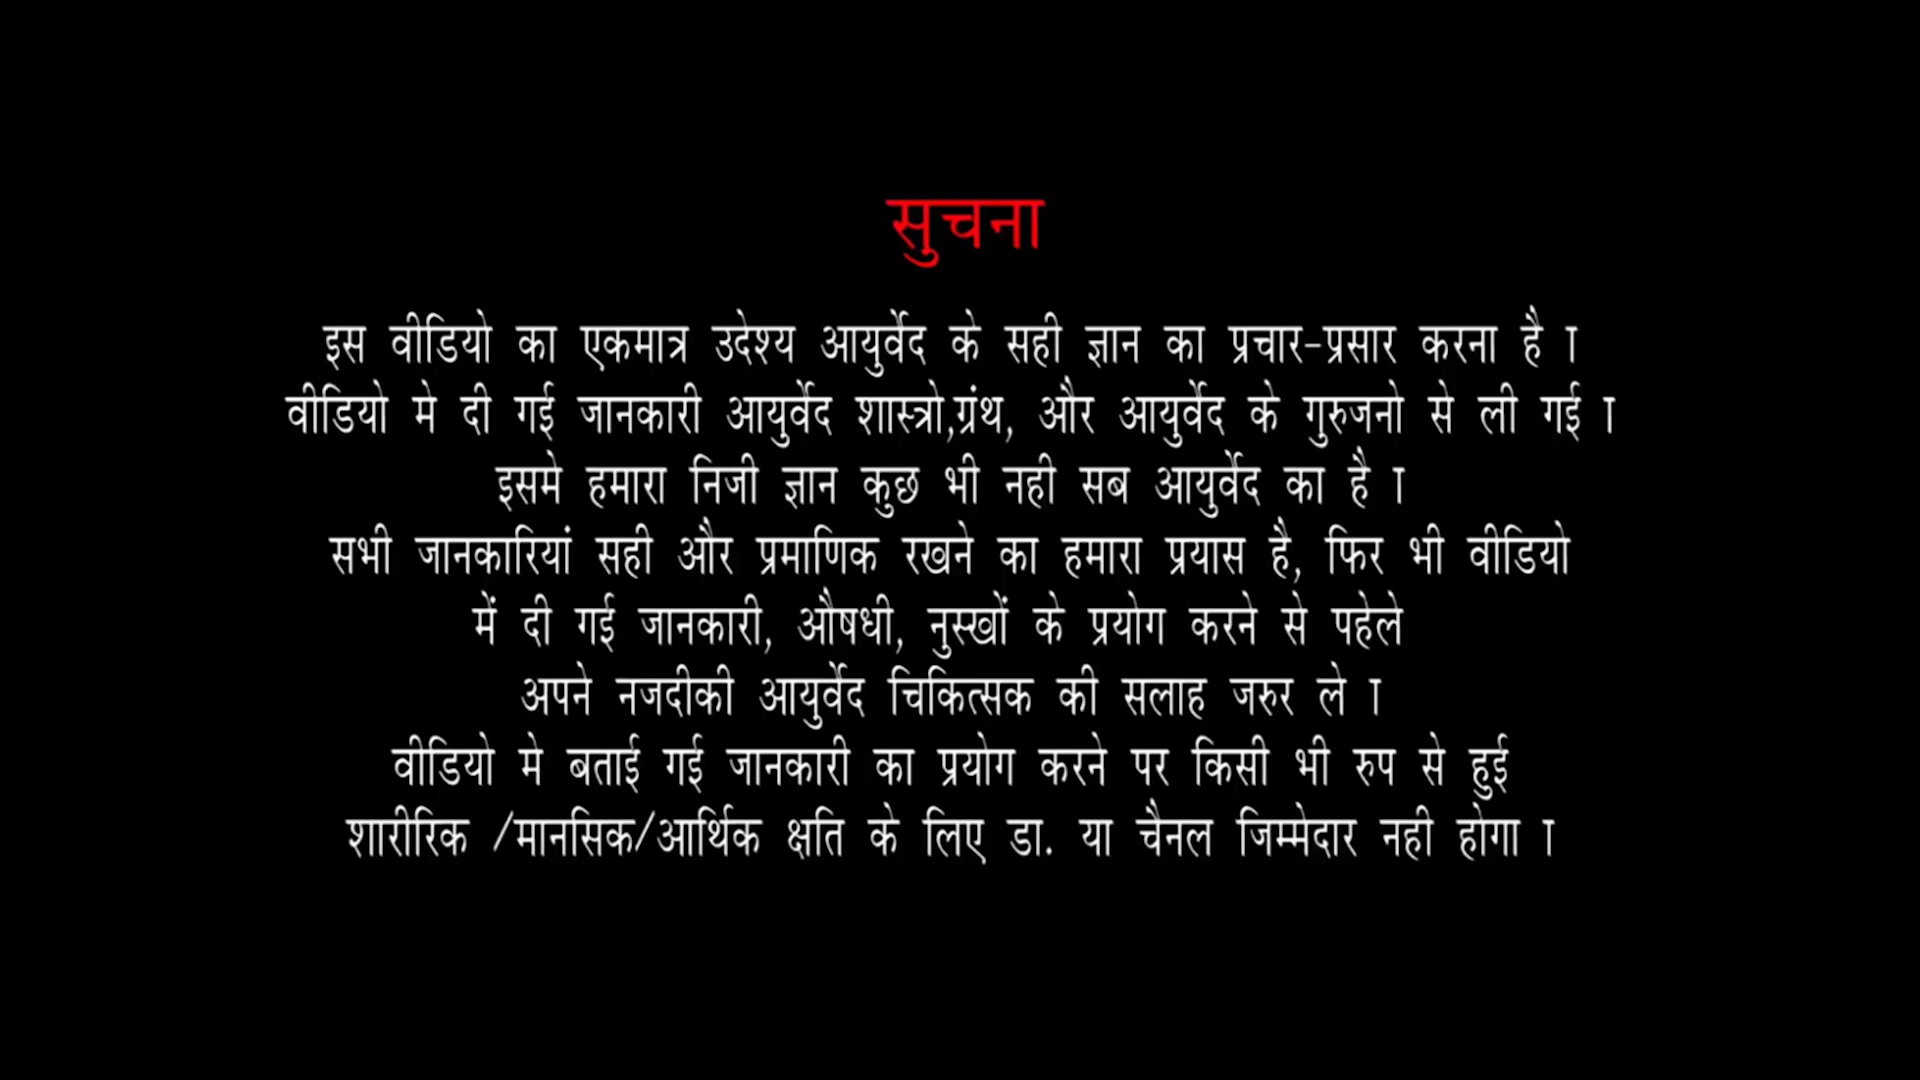 सुचना
इस वीडियो का एकमात्र उदेश्य आयुर्वेद के सही ज्ञान का प्रचार-प्रसार करना है ।
वीडियो मे दी गई जानकारी आयुर्वेद शास्त्रो,ग्रंथ, और आयुर्वेद के गुरुजनो से ली गई ।
इसमे हमारा निजी ज्ञान कुछ भी नही सब आयुर्वेद का है ।
सभी जानकारियां सही और प्रमाणिक रखने का हमारा प्रयास है, फिर भी वीडियो
में दी गई जानकारी, औषधी, नुस्खों के प्रयोग करने से पहेले
अपने नजदीकी आयुर्वेद चिकित्सक की सलाह जरुर ले ।
वीडियो मे बताई गई जानकारी का प्रयोग करने पर किसी भी रुप से हुई
शारीरिक /मानसिक/आर्थिक क्षति के लिए डा. या चैनल जिम्मेदार नही होगा ।